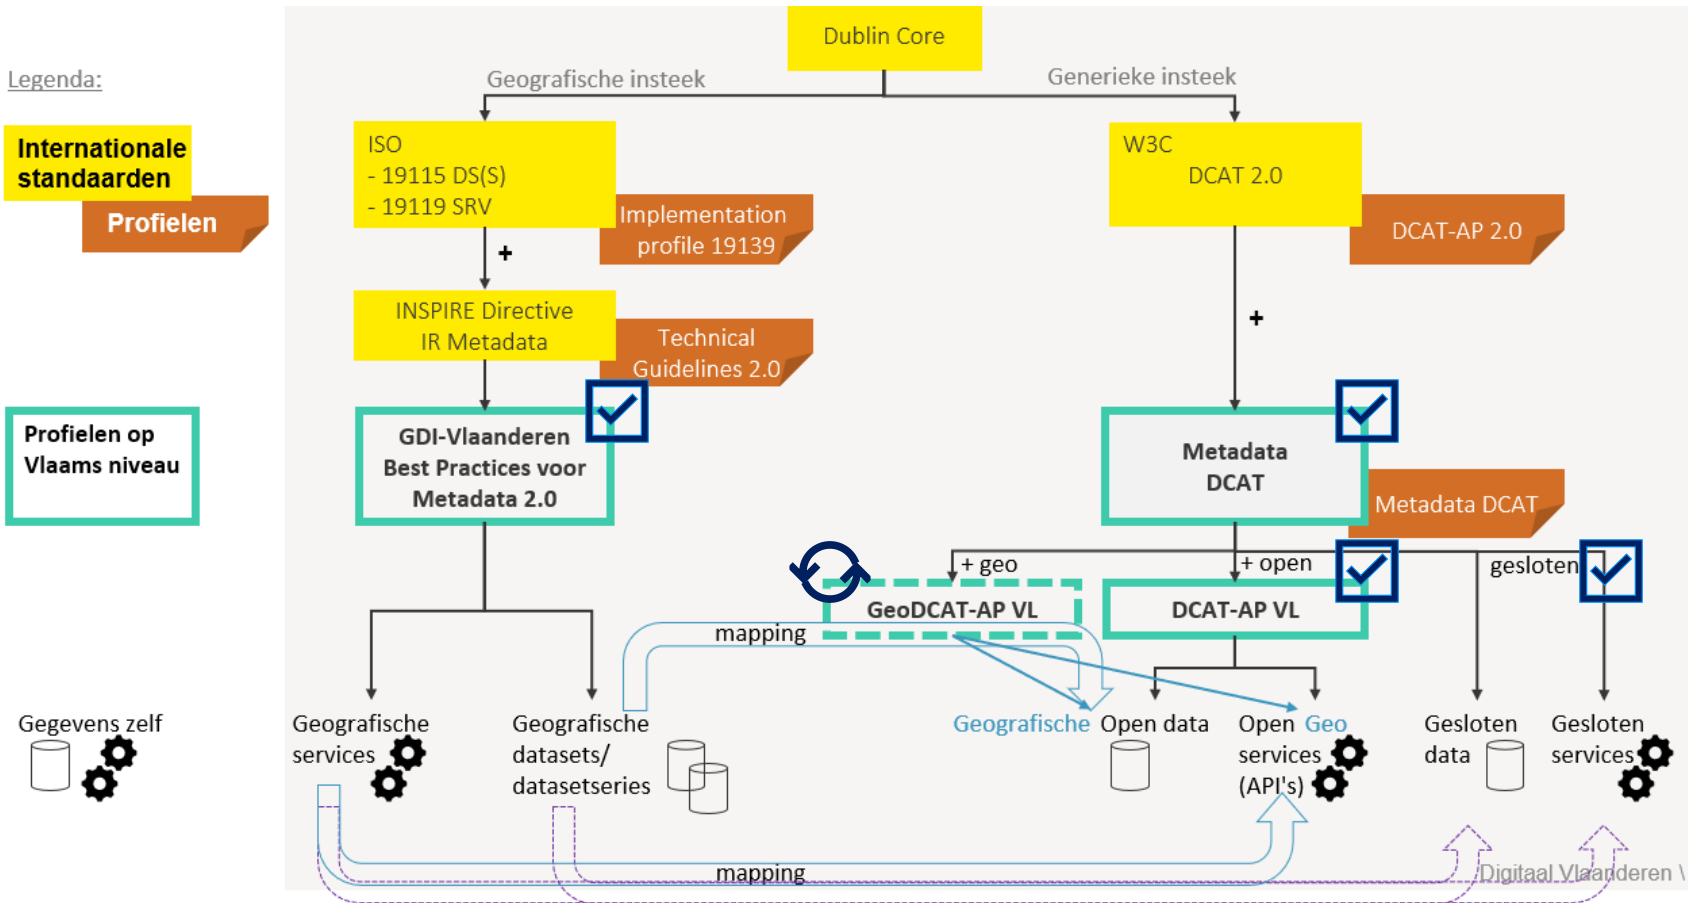 Dublin Core
Legenda:
Geografische insteek
Generieke insteek
Internationale
standaarden
Profielen
ISO
- 19115 DS(S)
- 19119 SRV
Implementation
profile 19139
W3C
DCAT 2.0
DCAT-AP 2.0
+
+
INSPIRE Directive
IR Metadata
Technical
Guidelines 2.0
Profielen op
Vlaams niveau
GDI-Vlaanderen
Best Practices voor
Metadata 2.0
Metadata
DCAT
Metadata DCAT
+ geo
+ open
gesloten
GeoDCAT-AP VL
DCAT-AP VL
mapping
Gegevens zelf
Geografische
services
Geografische
datasets/
datasetseries
Geografische Open data
Open Geo
services
(API's)
Gesloten
data
Gesloten
services
mapping
Digitaal Vlaanderen \